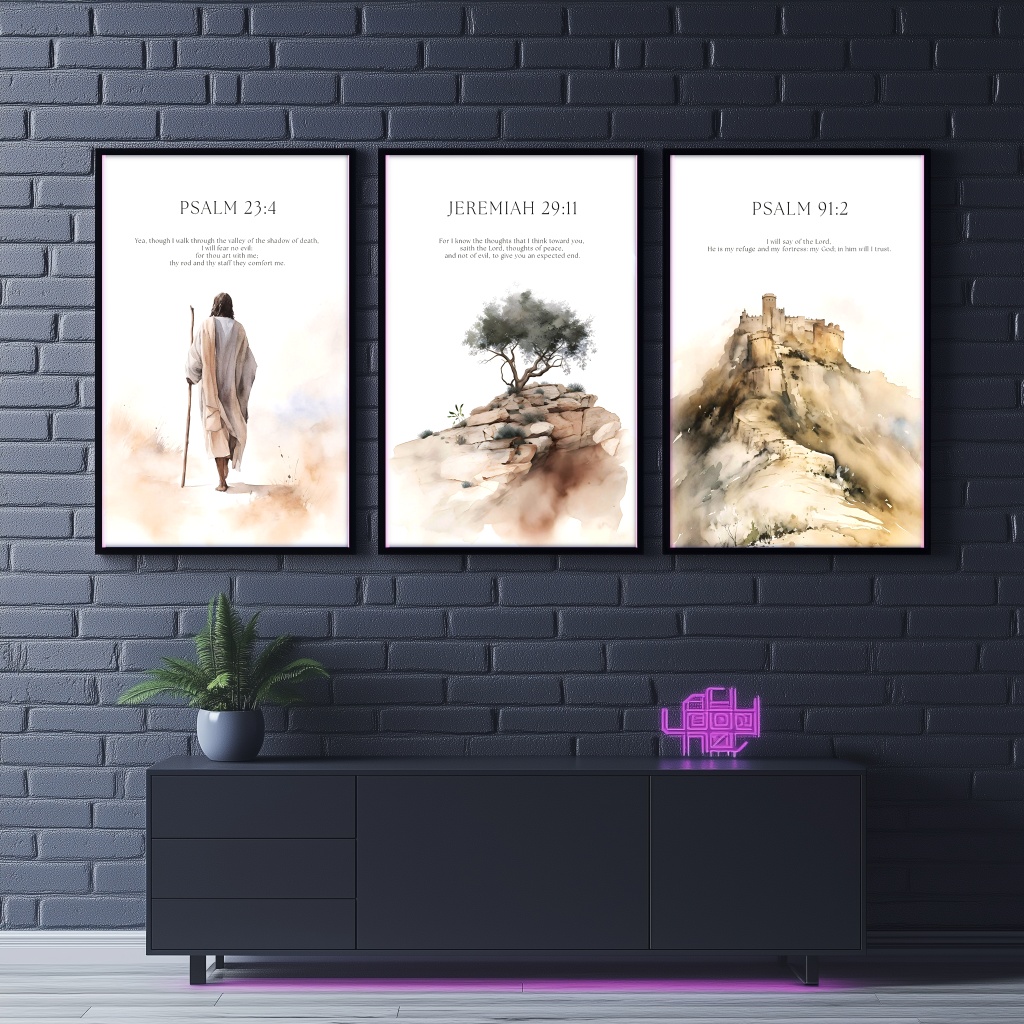 PSALM 23:4
Yea, though I walk through the valley of the shadow of death,
I will fear no evil:
for thou art with me;
thy rod and thy staff they comfort me.
JEREMIAH 29:11
For I know the thoughts that I think toward you,
saith the Lord, thoughts of peace,
and not of evil, to give you an expected end.
PSALM 91:2
I will say of the Lord,
He is my refuge and my fortress: my God; in him will I trust.